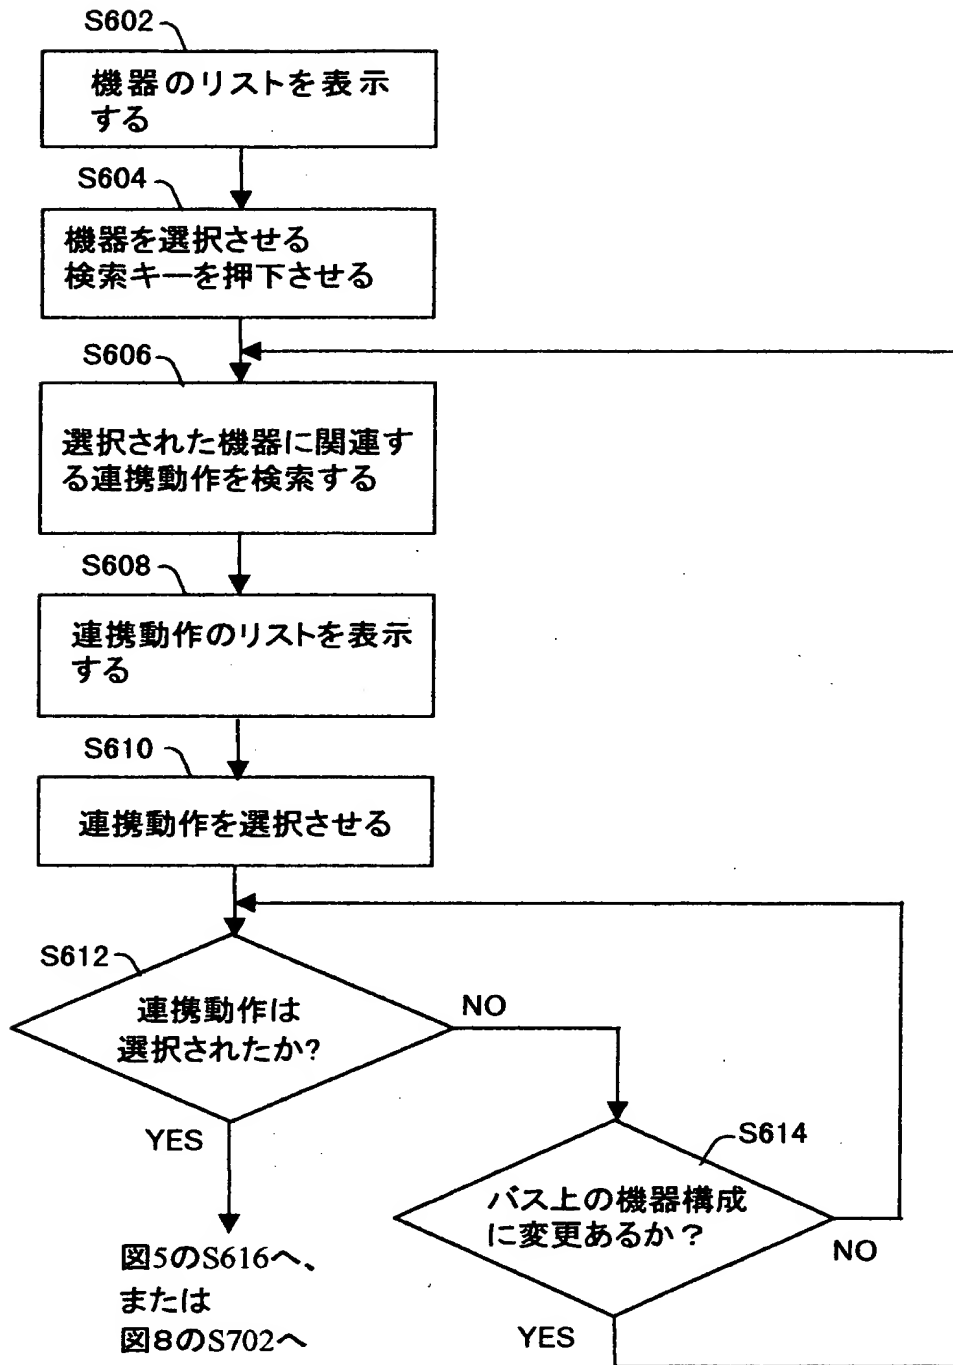 S602
機器のリストを表示
する
S604
機器を選択させる
検索キーを押下させる
S606
選択された機器に関連す
る連携動作を検索する
S608
連携動作のリストを表示
する
S610
連携動作を選択させる
S612
連携動作は
選択されたか?
NO
YES
S614
バス上の機器構成
に変更あるか？
NO
YES
図5のS616へ、
または
図8のS702へ